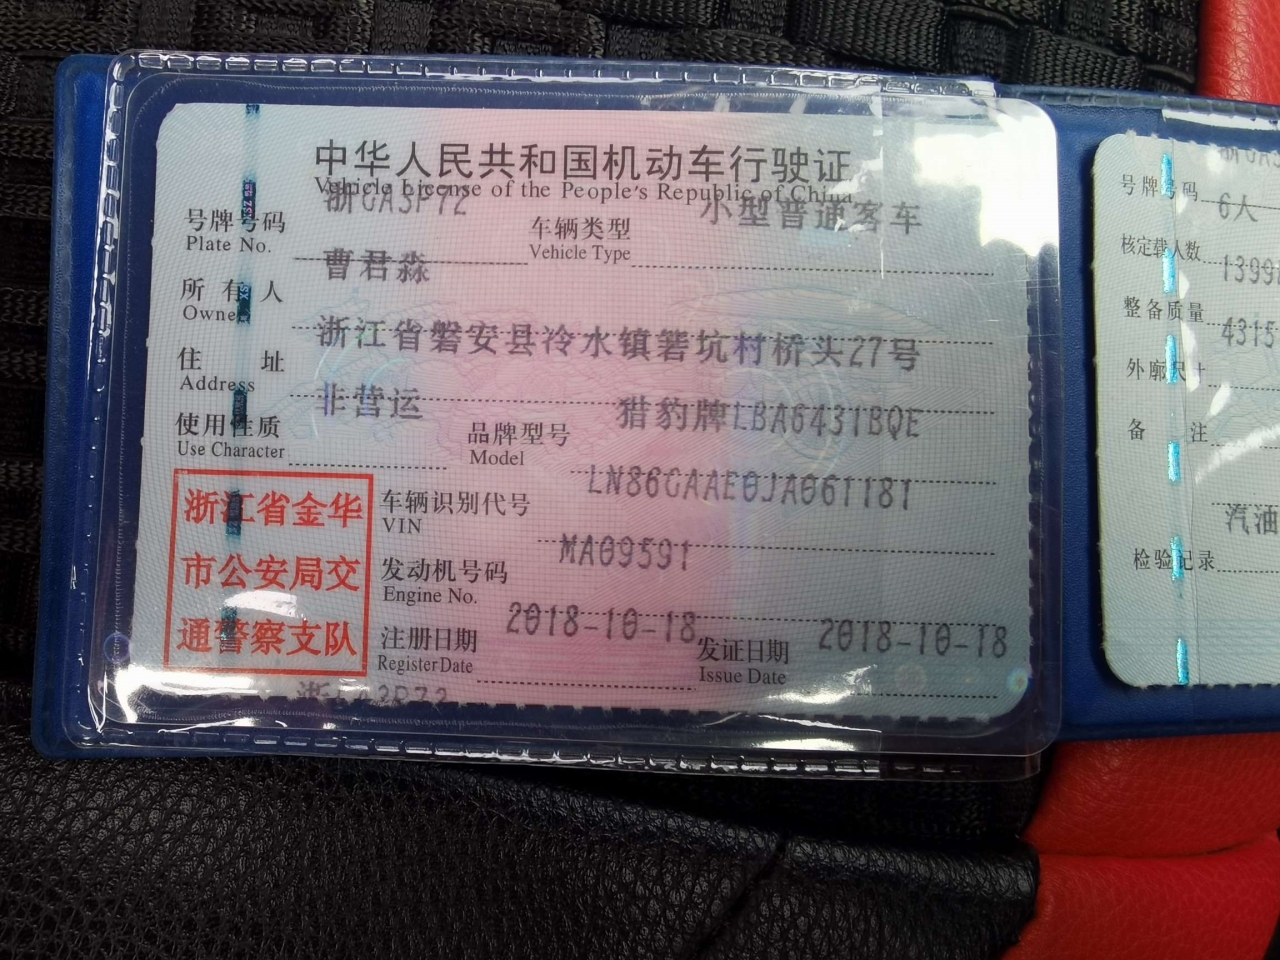 中华人民共和国机动车行驶证
Vehicle License of the People's Republic of China
号牌号码
Plate No.
车辆类型 小型普通客车
Vehicle Type
所有人 曹君淼
Owner
住址 浙江省磐安县冷水镇砦坑村桥头27号
Address
使用性质 非营运
Use Character
品牌型号 猎豹牌LBA6431BQE
Model
浙江省金华
市公安局交
通警察支队
车辆识别代号 LN86GAAE0JA061181
VIN
发动机号码 MA09591
Engine No.
注册日期 2018-10-18
Register Date
发证日期 2018-10-18
Issue Date
号牌号码
6人
核定载人数
整备质量
外廓尺寸
备注
汽油
检验记录